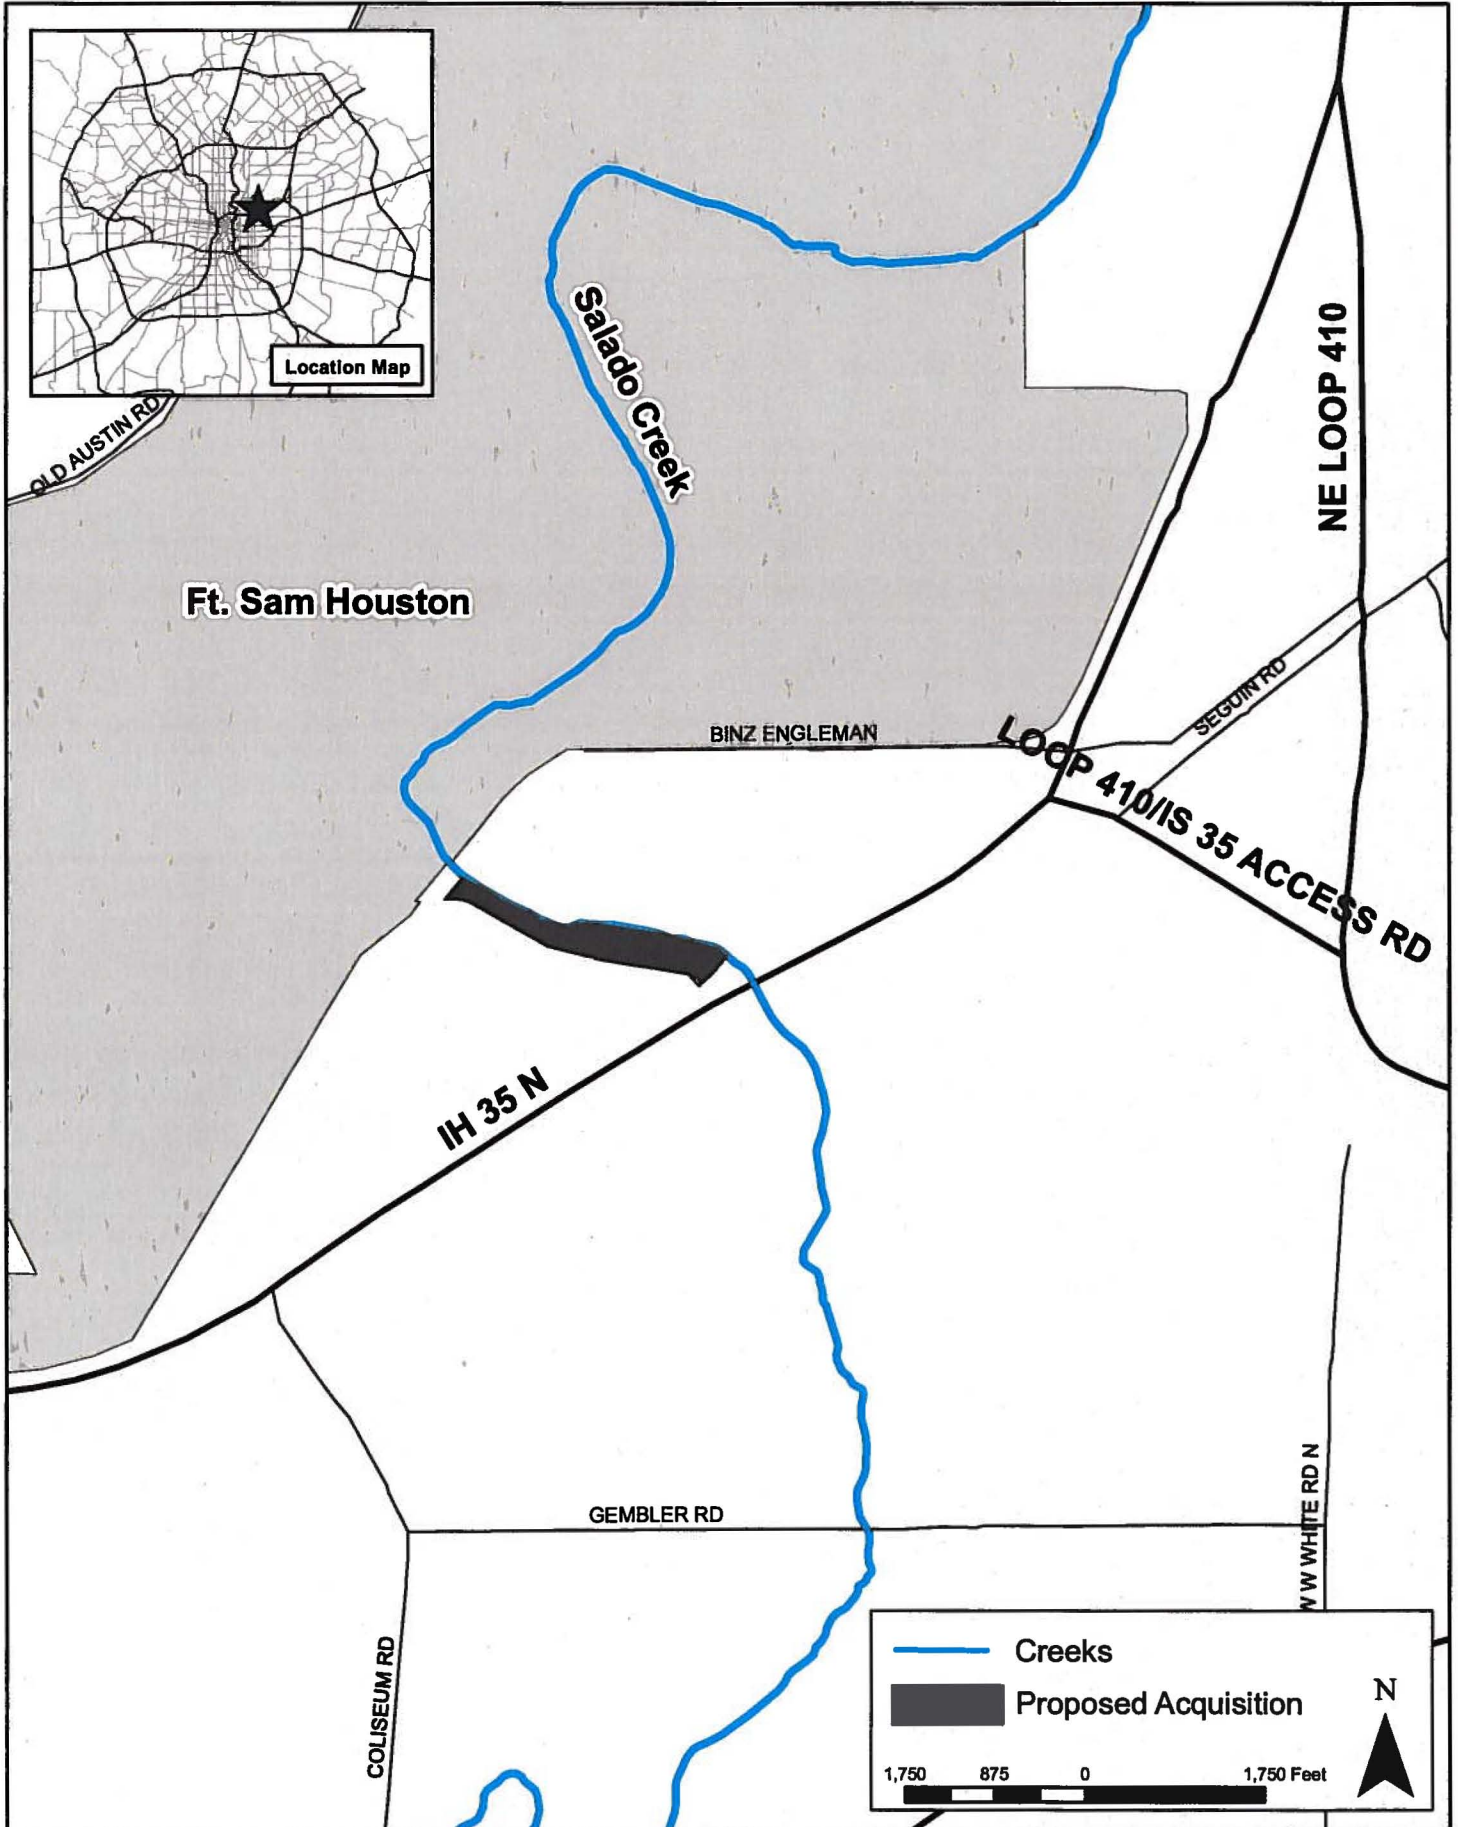 Location Map
OLD AUSTIN RD
Salado Creek
NE LOOP 410
Ft. Sam Houston
SEGUIN RD
BINZ ENGLEMAN
LOOP 410/IS 35 ACCESS RD
IH 35 N
GEMBLER RD
W W WHITE RD N
COLISEUM RD
Creeks
Proposed Acquisition
N
1,750 875 0 1,750 Feet